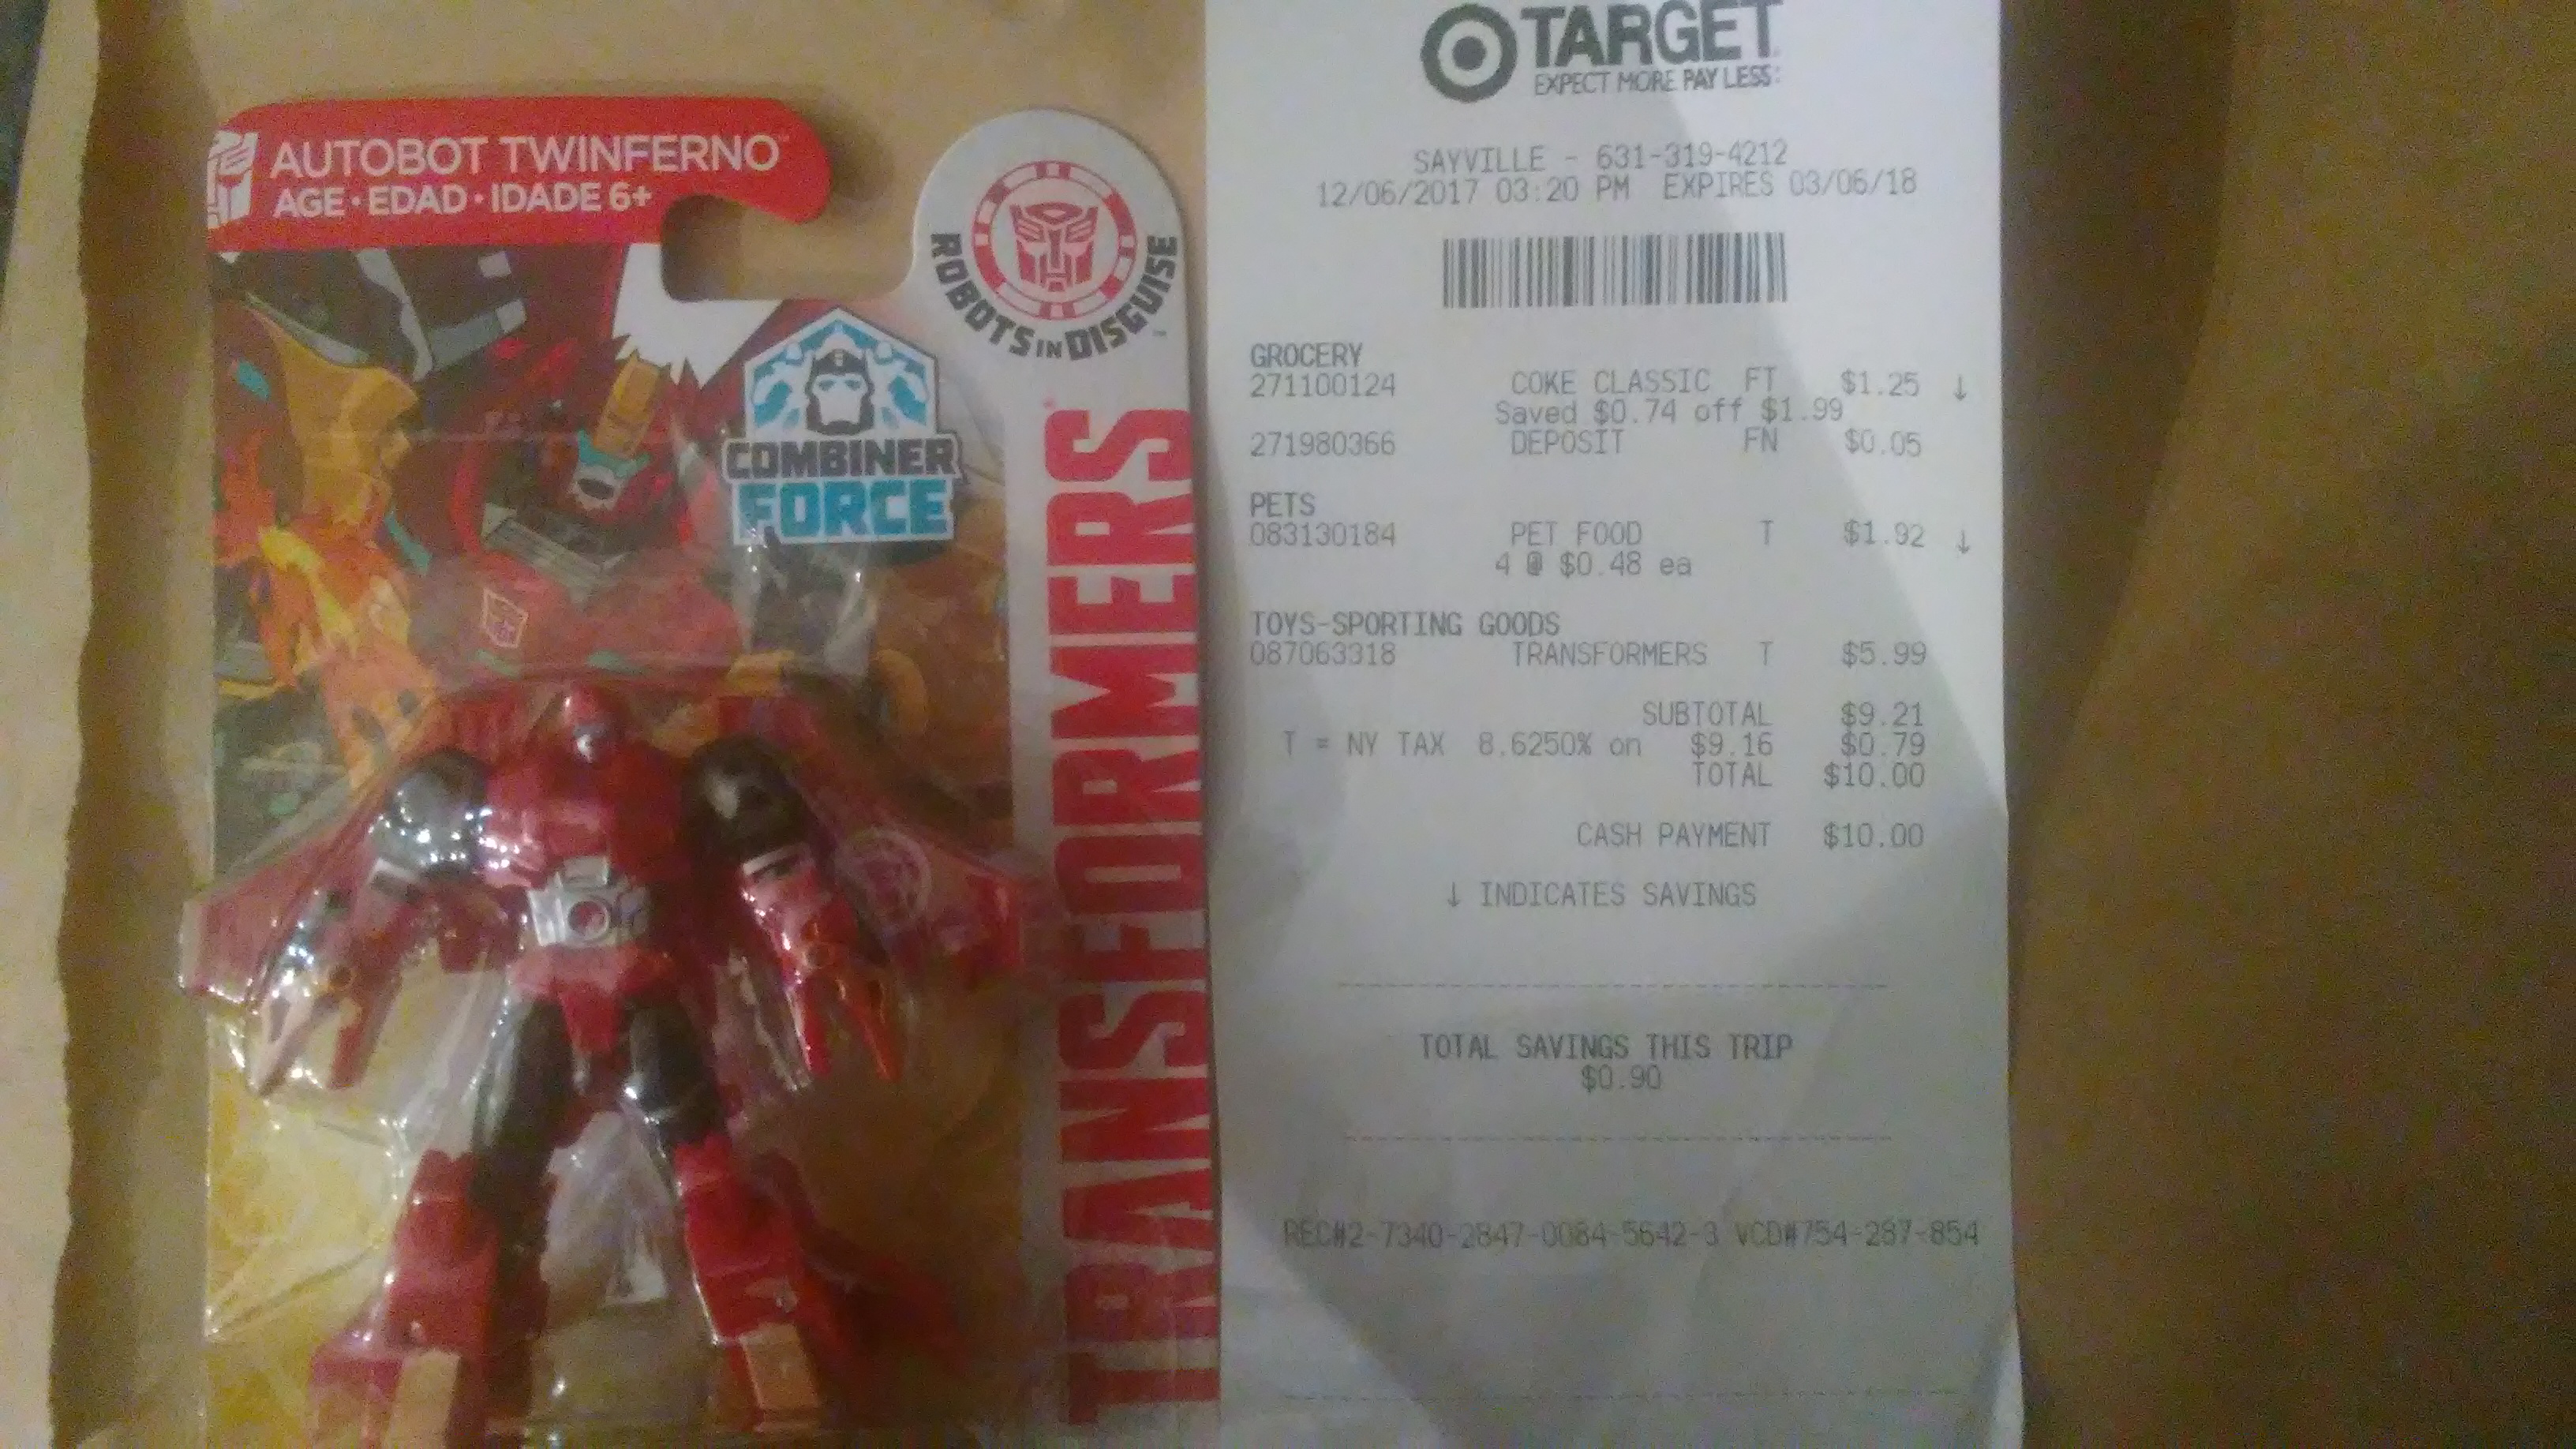 AUTOBOT TWINFERNO™
AGE • EDAD • IDADE 6+
ROBOTS IN DISGUISE™
COMBINER
FORCE
TRANSFORMERS
TARGET
EXPECT MORE. PAY LESS.
SAYVILLE - 631-319-4212
12/06/2017 03:20 PM EXPIRES 03/06/18
GROCERY
271100124 COKE CLASSIC FT $1.25 ↓
Saved $0.74 off $1.99
271980366 DEPOSIT FN $0.05
PETS
083130184 PET FOOD T $1.92 ↓
4 @ $0.48 ea
TOYS-SPORTING GOODS
087063318 TRANSFORMERS T $5.99
SUBTOTAL $9.21
T = NY TAX 8.6250% on $9.16 $0.79
TOTAL $10.00
CASH PAYMENT $10.00
↓ INDICATES SAVINGS
TOTAL SAVINGS THIS TRIP
$0.90
REC#2-7340-2847-0084-5642-3 VCD#754-287-854